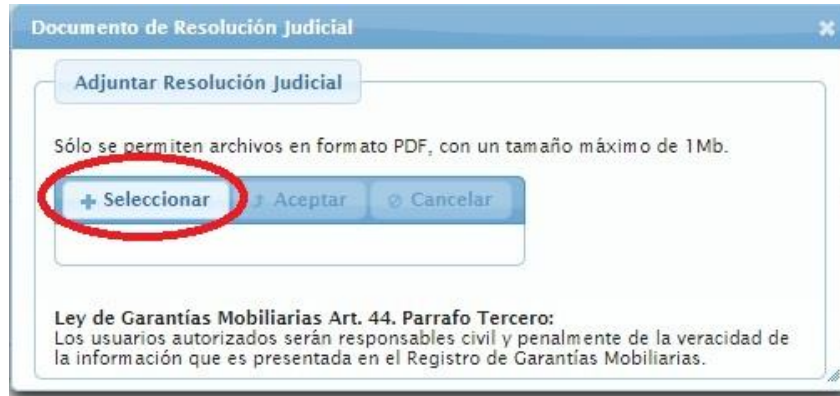 Documento de Resolución Judicial
Adjuntar Resolución Judicial
Sólo se permiten archivos en formato PDF, con un tamaño máximo de 1Mb.
+ Seleccionar Aceptar Cancelar
Ley de Garantías Mobiliarias Art. 44. Parrafo Tercero:
Los usuarios autorizados serán responsables civil y penalmente de la veracidad de
la información que es presentada en el Registro de Garantías Mobiliarias.